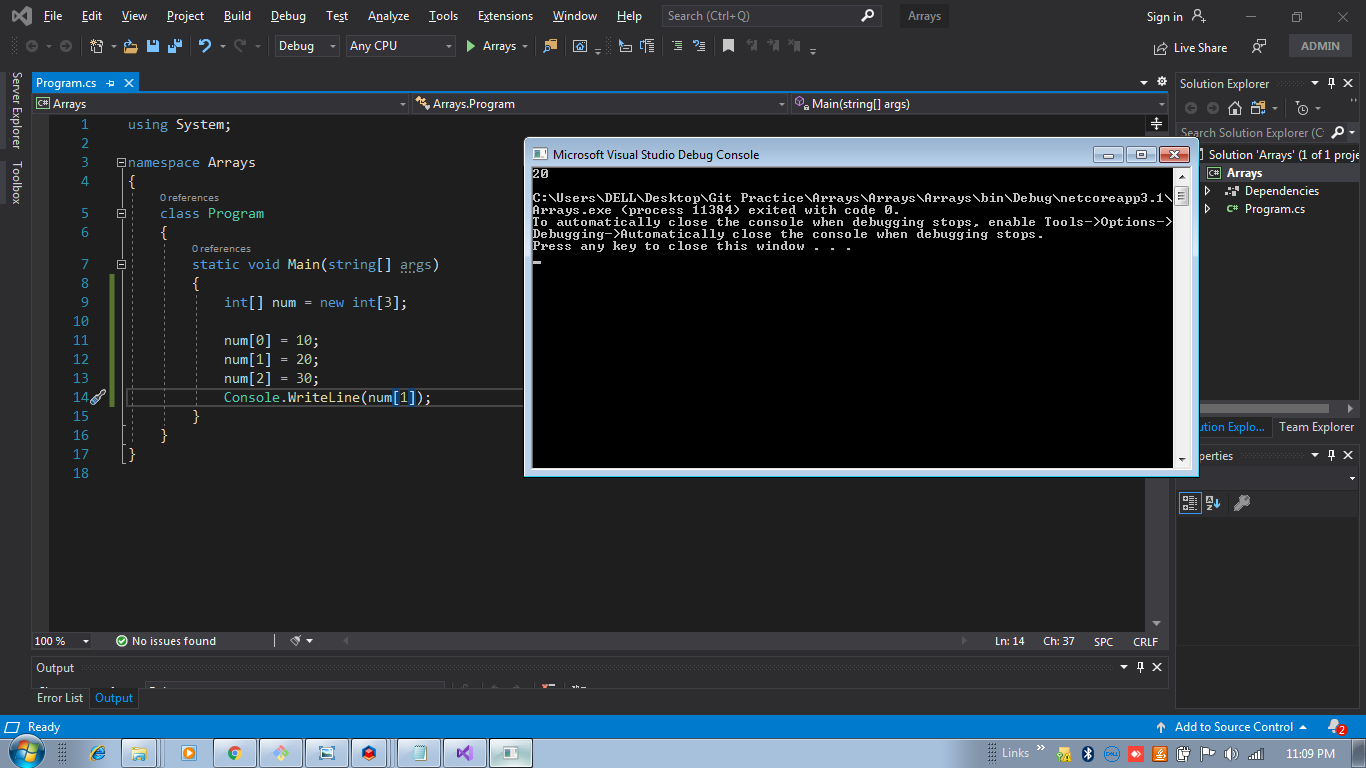 File Edit View Project Build Debug Test Analyze Tools Extensions Window Help Search (Ctrl+Q) Arrays Sign in
Debug Any CPU Arrays Live Share ADMIN
Server Explorer
Toolbox
Program.cs
Arrays Arrays.Program Main(string[] args)
1 using System;
2
3 namespace Arrays
4 {
0 references
5 class Program
6 {
0 references
7 static void Main(string[] args)
8 {
9 int[] num = new int[3];
10
11 num[0] = 10;
12 num[1] = 20;
13 num[2] = 30;
14 Console.WriteLine(num[1]);
15 }
16 }
17 }
18
Microsoft Visual Studio Debug Console
20
C:\Users\DELL\Desktop\Git Practice\Arrays\Arrays\Arrays\bin\Debug\netcoreapp3.1\
Arrays.exe (process 11384) exited with code 0.
To automatically close the console when debugging stops, enable Tools->Options->
Debugging->Automatically close the console when debugging stops.
Press any key to close this window . . .
Solution Explorer
Search Solution Explorer (C
Solution 'Arrays' (1 of 1 proje
C# Arrays
Dependencies
C# Program.cs
ution Explo... Team Explorer
perties
100 % No issues found Ln: 14 Ch: 37 SPC CRLF
Output
Error List Output
Ready Add to Source Control 2
Links 11:09 PM